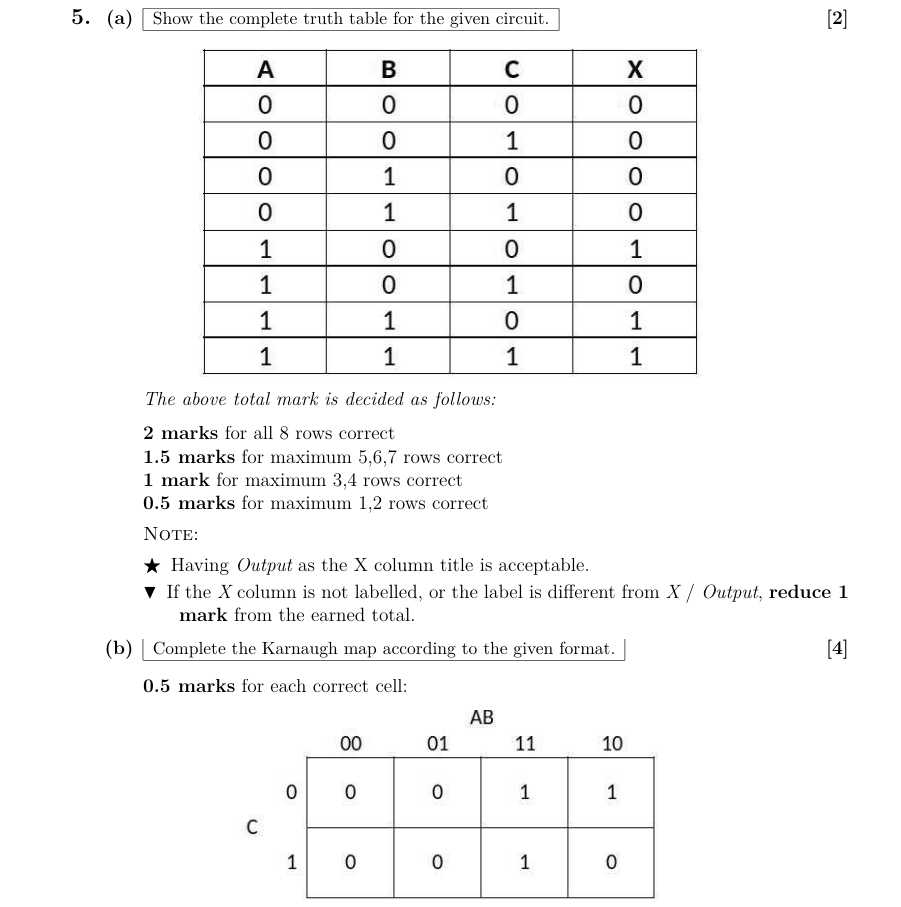 5. (a) Show the complete truth table for the given circuit. [2]
A B C X
0 0 0 0
0 0 1 0
0 1 0 0
0 1 1 0
1 0 0 1
1 0 1 0
1 1 0 1
1 1 1 1
The above total mark is decided as follows:
2 marks for all 8 rows correct
1.5 marks for maximum 5,6,7 rows correct
1 mark for maximum 3,4 rows correct
0.5 marks for maximum 1,2 rows correct
NOTE:
★ Having Output as the X column title is acceptable.
▼ If the X column is not labelled, or the label is different from X / Output, reduce 1
mark from the earned total.
(b) Complete the Karnaugh map according to the given format. [4]
0.5 marks for each correct cell:
AB
00 01 11 10
0 0 0 1 1
C
1 0 0 1 0